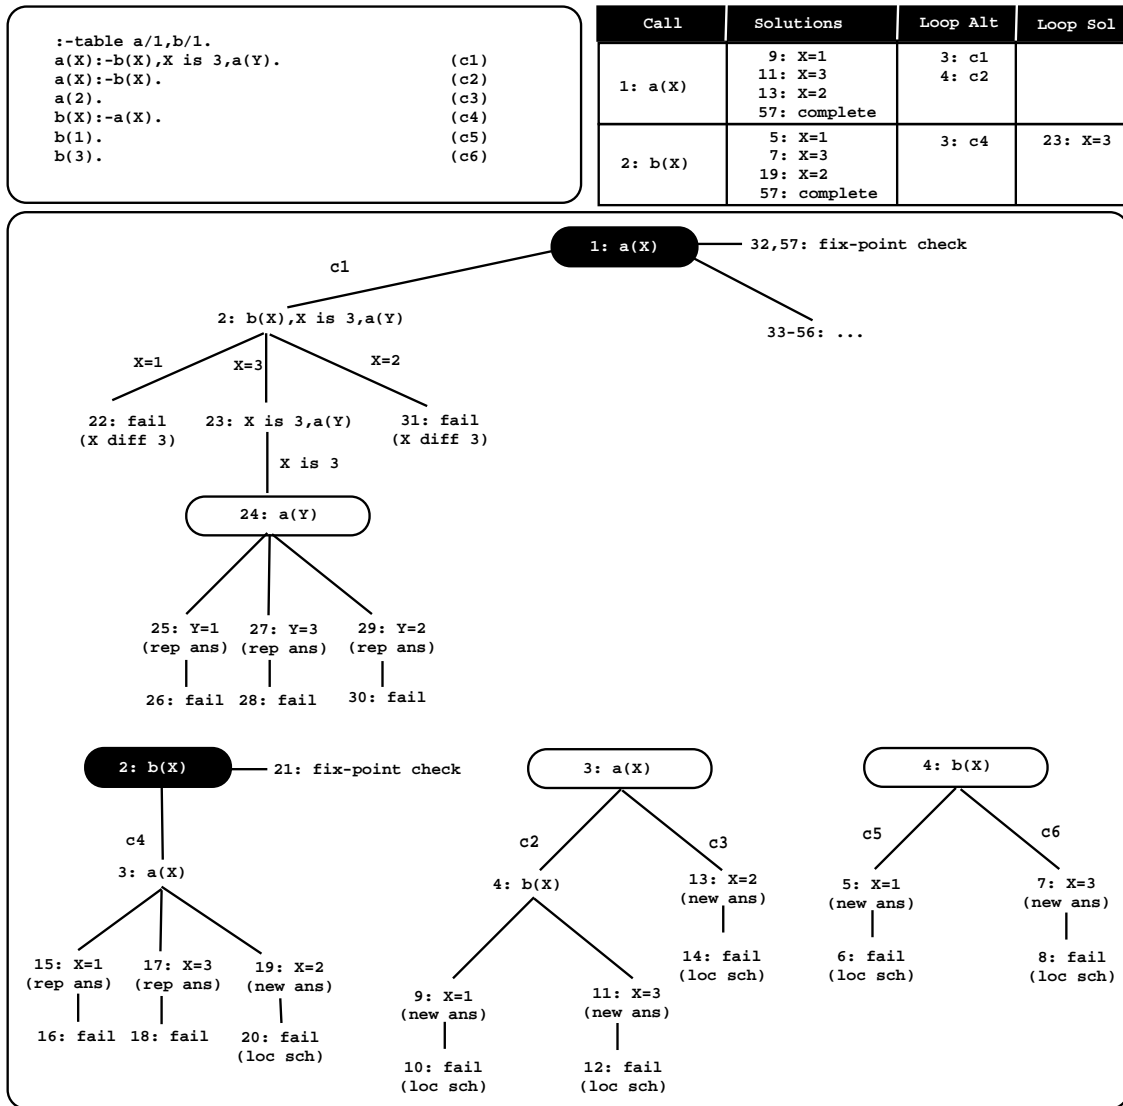 :-table a/1,b/1.
a(X):-b(X),X is 3,a(Y). (c1)
a(X):-b(X). (c2)
a(2). (c3)
b(X):-a(X). (c4)
b(1). (c5)
b(3). (c6)
Call Solutions Loop Alt Loop Sol
1: a(X)
9: X=1
11: X=3
13: X=2
57: complete
3: c1
4: c2
2: b(X)
5: X=1
7: X=3
19: X=2
57: complete
3: c4
23: X=3
1: a(X)
32,57: fix-point check
c1
2: b(X),X is 3,a(Y)
33-56: ...
X=1
X=3
X=2
22: fail
(X diff 3)
23: X is 3,a(Y)
31: fail
(X diff 3)
X is 3
24: a(Y)
25: Y=1
(rep ans)
27: Y=3
(rep ans)
29: Y=2
(rep ans)
26: fail
28: fail
30: fail
2: b(X)
21: fix-point check
c4
3: a(X)
15: X=1
(rep ans)
17: X=3
(rep ans)
19: X=2
(new ans)
16: fail
18: fail
20: fail
(loc sch)
3: a(X)
c2
c3
4: b(X)
13: X=2
(new ans)
14: fail
(loc sch)
9: X=1
(new ans)
11: X=3
(new ans)
10: fail
(loc sch)
12: fail
(loc sch)
4: b(X)
c5
c6
5: X=1
(new ans)
7: X=3
(new ans)
6: fail
(loc sch)
8: fail
(loc sch)